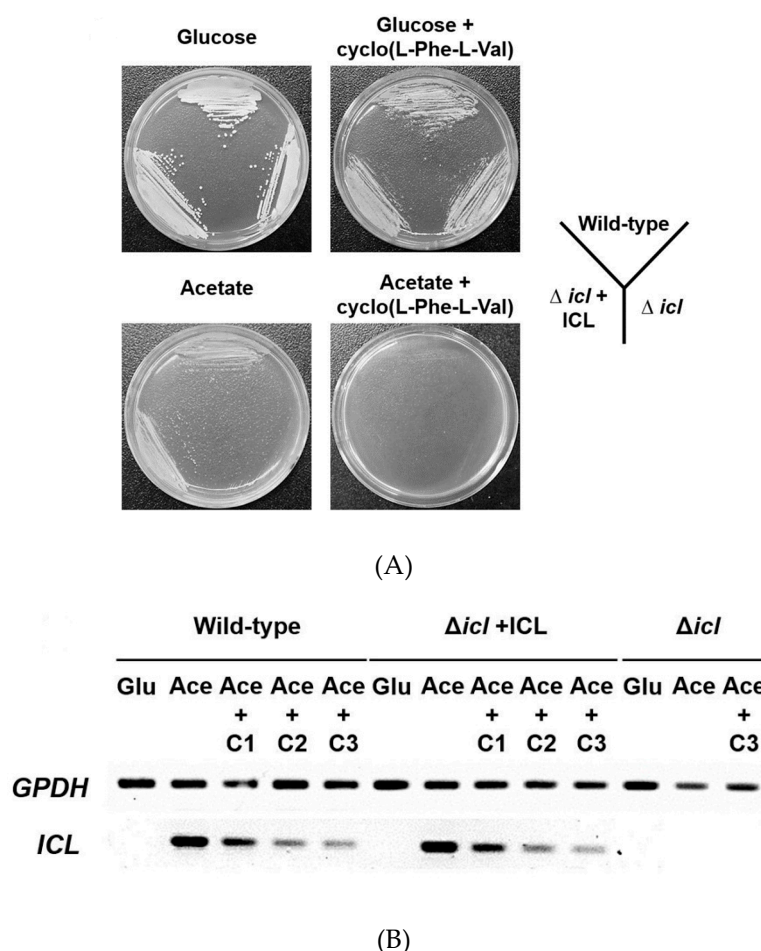 Glucose
Glucose +
cyclo(L-Phe-L-Val)
Acetate
Acetate +
cyclo(L-Phe-L-Val)
Wild-type
Δ icl +
ICL
Δ icl
(A)
Wild-type Δicl +ICL Δicl
Glu Ace Ace Ace Ace Glu Ace Ace Ace Ace Glu Ace Ace
+ + + + + + +
C1 C2 C3 C1 C2 C3 C3
GPDH
ICL
(B)